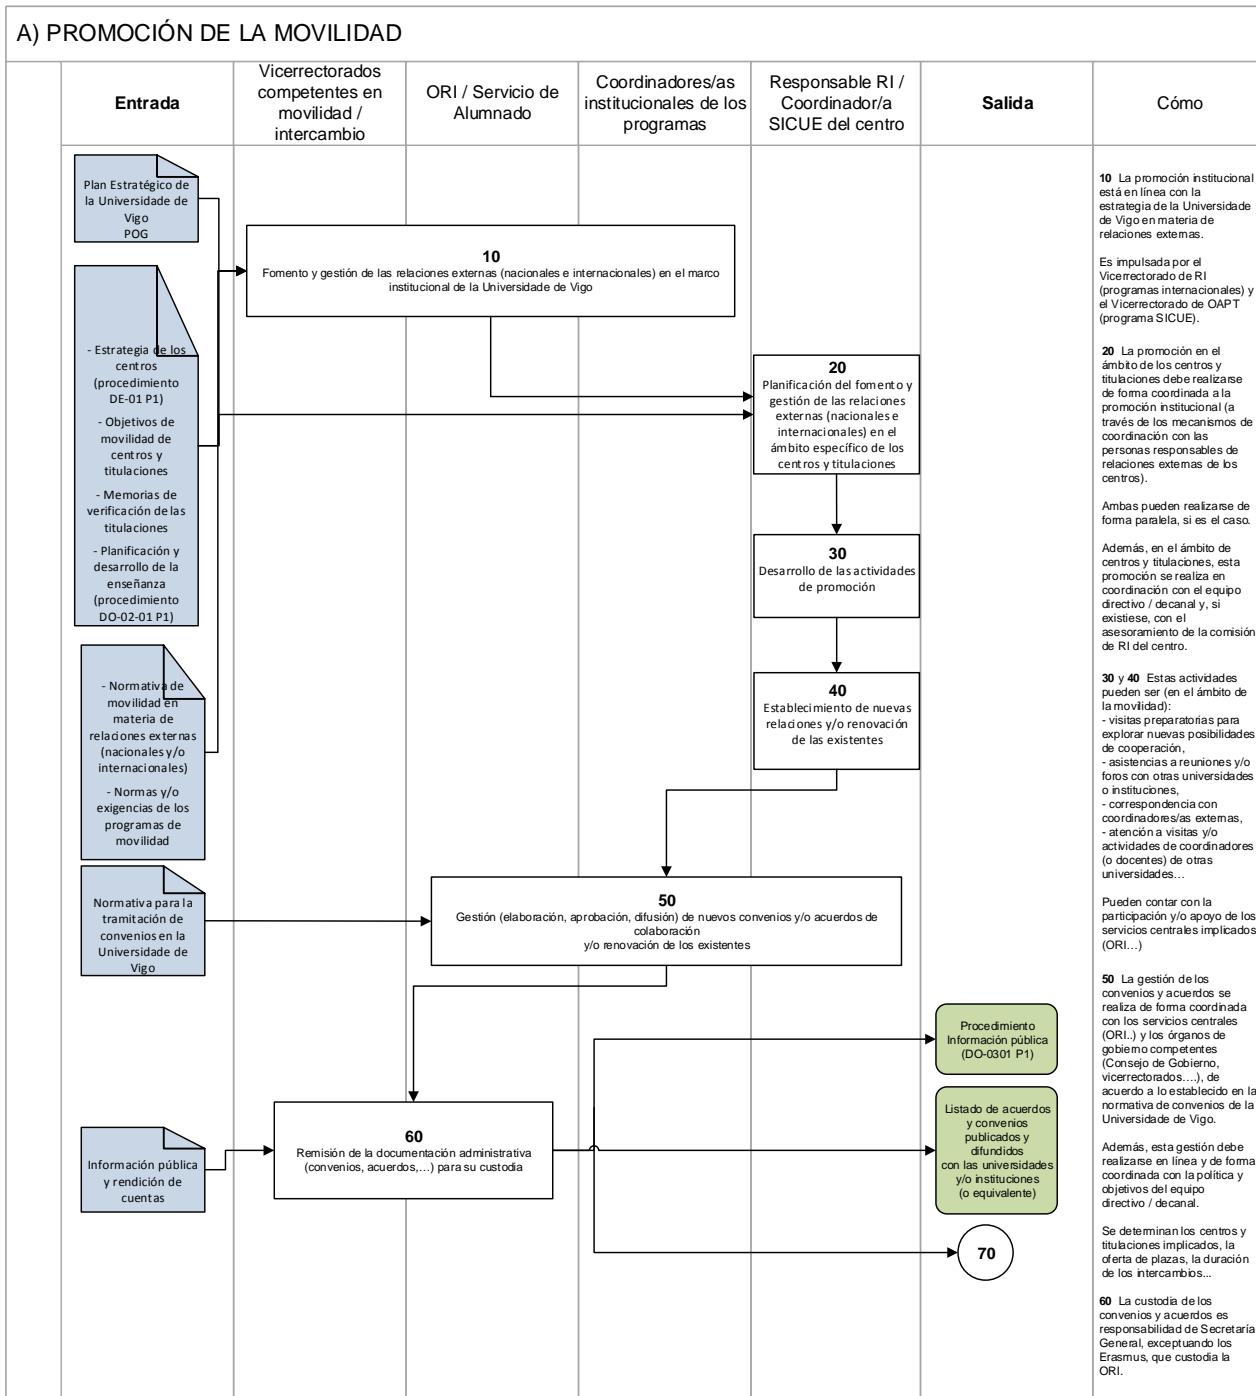 A) PROMOCIÓN DE LA MOVILIDAD
Entrada
Vicerrectorados
competentes en
movilidad /
intercambio
ORI / Servicio de
Alumnado
Coordinadores/as
institucionales de los
programas
Responsable RI /
Coordinador/a
SICUE del centro
Salida
Cómo
Plan Estratégico de
la Universidade de
Vigo
POG
- Estrategia de los
centros
(procedimiento
DE-01 P1)
- Objetivos de
movilidad de
centros y
titulaciones
- Memorias de
verificación de las
titulaciones
- Planificación y
desarrollo de la
enseñanza
(procedimiento
DO-02-01 P1)
- Normativa de
movilidad en
materia de
relaciones externas
(nacionales y/o
internacionales)
- Normas y/o
exigencias de los
programas de
movilidad
Normativa para la
tramitación de
convenios en la
Universidade de
Vigo
Información pública
y rendición de
cuentas
10
Fomento y gestión de las relaciones externas (nacionales e internacionales) en el marco
institucional de la Universidade de Vigo
20
Planificación del fomento y
gestión de las relaciones
externas (nacionales e
internacionales) en el
ámbito específico de los
centros y titulaciones
30
Desarrollo de las actividades
de promoción
40
Establecimiento de nuevas
relaciones y/o renovación
de las existentes
50
Gestión (elaboración, aprobación, difusión) de nuevos convenios y/o acuerdos de
colaboración
y/o renovación de los existentes
60
Remisión de la documentación administrativa
(convenios, acuerdos,...) para su custodia
Procedimiento
Información pública
(DO-0301 P1)
Listado de acuerdos
y convenios
publicados y
difundidos
con las universidades
y/o instituciones
(o equivalente)
70
10 La promoción institucional
está en línea con la
estrategia de la Universidade
de Vigo en materia de
relaciones externas.
Es impulsada por el
Vicerrectorado de RI
(programas internacionales) y
el Vicerrectorado de OAPT
(programa SICUE).
20 La promoción en el
ámbito de los centros y
titulaciones debe realizarse
de forma coordinada a la
promoción institucional (a
través de los mecanismos de
coordinación con las
personas responsables de
relaciones externas de los
centros).
Ambas pueden realizarse de
forma paralela, si es el caso.
Además, en el ámbito de
centros y titulaciones, esta
promoción se realiza en
coordinación con el equipo
directivo / decanal y, si
existiese, con el
asesoramiento de la comisión
de RI del centro.
30 y 40 Estas actividades
pueden ser (en el ámbito de
la movilidad):
- visitas preparatorias para
explorar nuevas posibilidades
de cooperación,
- asistencias a reuniones y/o
foros con otras universidades
o instituciones,
- correspondencia con
coordinadores/as externas,
- atención a visitas y/o
actividades de coordinadores
(o docentes) de otras
universidades...
Pueden contar con la
participación y/o apoyo de los
servicios centrales implicados
(ORI...)
50 La gestión de los
convenios y acuerdos se
realiza de forma coordinada
con los servicios centrales
(ORI..) y los órganos de
gobierno competentes
(Consejo de Gobierno,
vicerrectorados....), de
acuerdo a lo establecido en la
normativa de convenios de la
Universidade de Vigo.
Además, esta gestión debe
realizarse en línea y de forma
coordinada con la política y
objetivos del equipo
directivo / decanal.
Se determinan los centros y
titulaciones implicados, la
oferta de plazas, la duración
de los intercambios...
60 La custodia de los
convenios y acuerdos es
responsabilidad de Secretaría
General, exceptuando los
Erasmus, que custodia la
ORI.